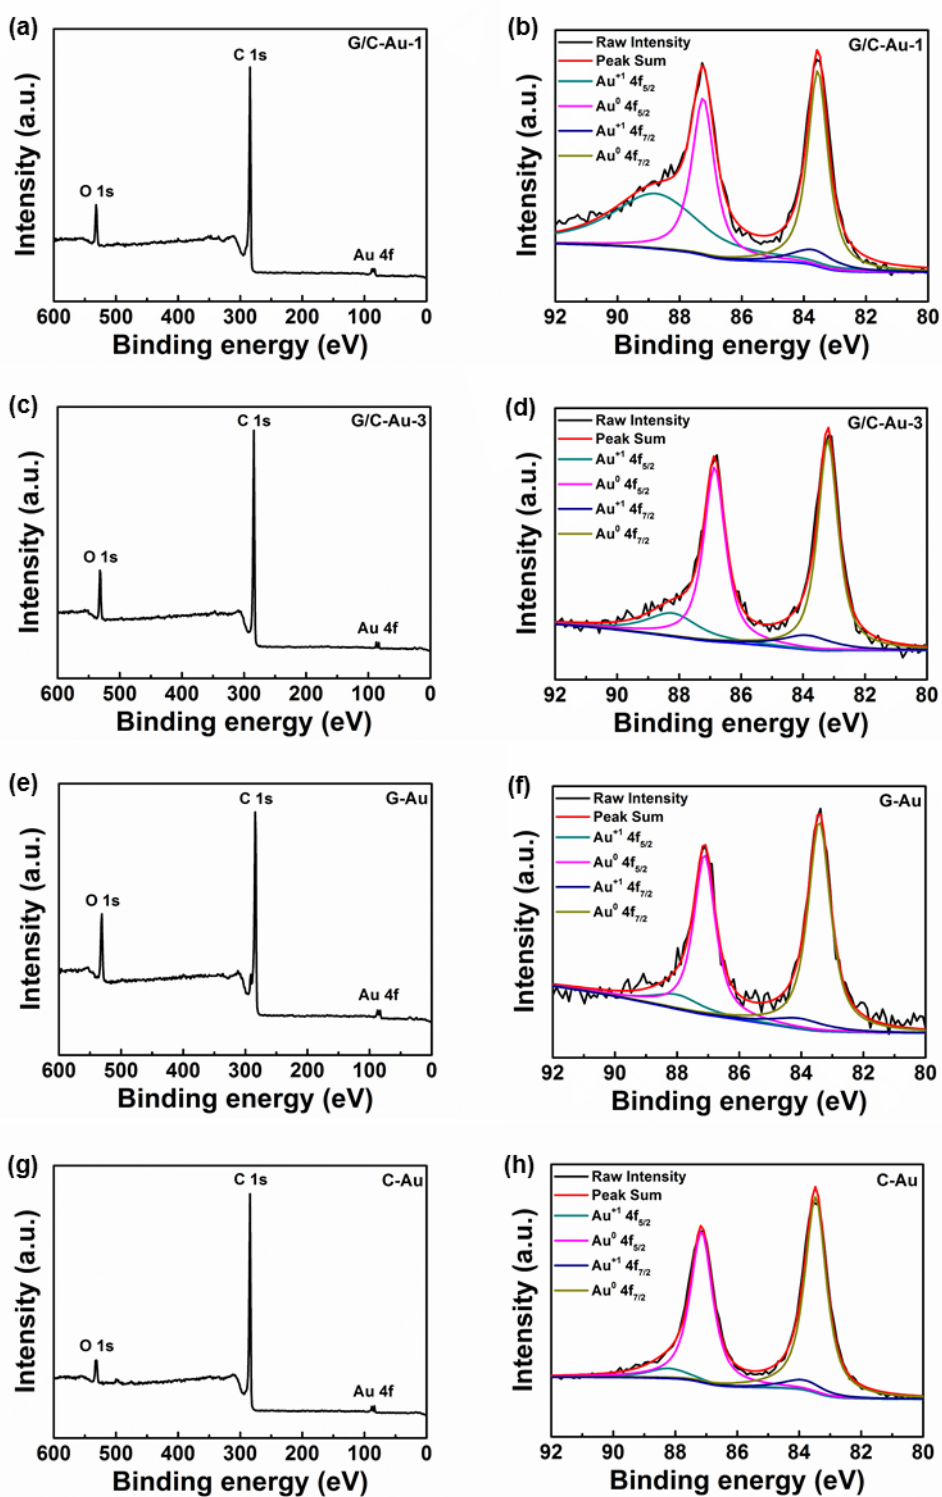 (a)
G/C-Au-1
C 1s
O 1s
Au 4f
Intensity (a.u.)
600 500 400 300 200 100 0
Binding energy (eV)
(b)
G/C-Au-1
Raw Intensity
Peak Sum
Au⁺¹ 4f₅/₂
Au⁰ 4f₅/₂
Au⁺¹ 4f₇/₂
Au⁰ 4f₇/₂
Intensity (a.u.)
92 90 88 86 84 82 80
Binding energy (eV)
(c)
G/C-Au-3
C 1s
O 1s
Au 4f
Intensity (a.u.)
600 500 400 300 200 100 0
Binding energy (eV)
(d)
G/C-Au-3
Raw Intensity
Peak Sum
Au⁺¹ 4f₅/₂
Au⁰ 4f₅/₂
Au⁺¹ 4f₇/₂
Au⁰ 4f₇/₂
Intensity (a.u.)
92 90 88 86 84 82 80
Binding energy (eV)
(e)
G-Au
C 1s
O 1s
Au 4f
Intensity (a.u.)
600 500 400 300 200 100 0
Binding energy (eV)
(f)
G-Au
Raw Intensity
Peak Sum
Au⁺¹ 4f₅/₂
Au⁰ 4f₅/₂
Au⁺¹ 4f₇/₂
Au⁰ 4f₇/₂
Intensity (a.u.)
92 90 88 86 84 82 80
Binding energy (eV)
(g)
C-Au
C 1s
O 1s
Au 4f
Intensity (a.u.)
600 500 400 300 200 100 0
Binding energy (eV)
(h)
C-Au
Raw Intensity
Peak Sum
Au⁺¹ 4f₅/₂
Au⁰ 4f₅/₂
Au⁺¹ 4f₇/₂
Au⁰ 4f₇/₂
Intensity (a.u.)
92 90 88 86 84 82 80
Binding energy (eV)